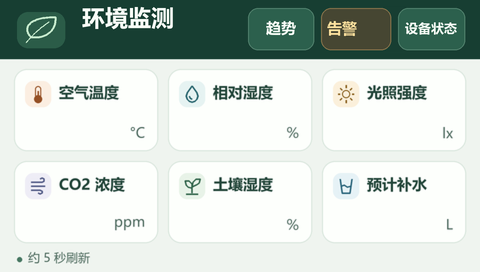 环境监测
趋势
告警
设备状态
空气温度
°C
相对湿度
%
光照强度
lx
CO2 浓度
ppm
土壤湿度
%
预计补水
L
约 5 秒刷新